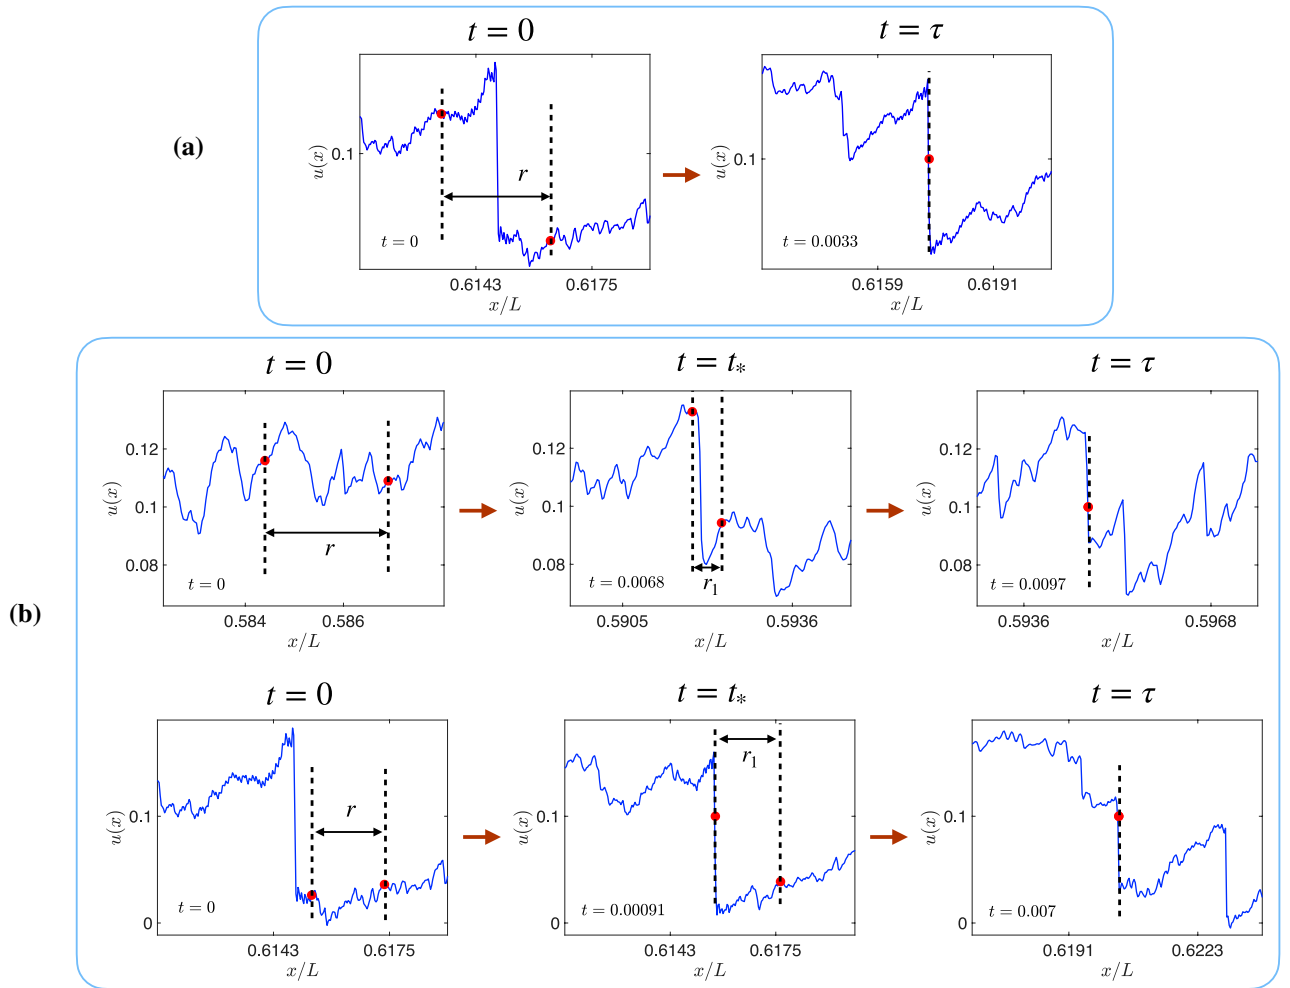 t = 0
t = τ
(a)
u(x)
0.1
r
t = 0
0.6143
0.6175
x/L
u(x)
0.1
t = 0.0033
0.6159
0.6191
x/L
(b)
t = 0
t = t*
t = τ
u(x)
0.12
0.1
0.08
r
t = 0
0.584
0.586
x/L
u(x)
0.12
0.1
0.08
t = 0.0068
r1
0.5905
0.5936
x/L
u(x)
0.12
0.1
0.08
t = 0.0097
0.5936
0.5968
x/L
t = 0
t = t*
t = τ
u(x)
0.1
0
r
t = 0
0.6143
0.6175
x/L
u(x)
0.1
0
r1
t = 0.00091
0.6143
0.6175
x/L
u(x)
0.1
0
t = 0.007
0.6191
0.6223
x/L